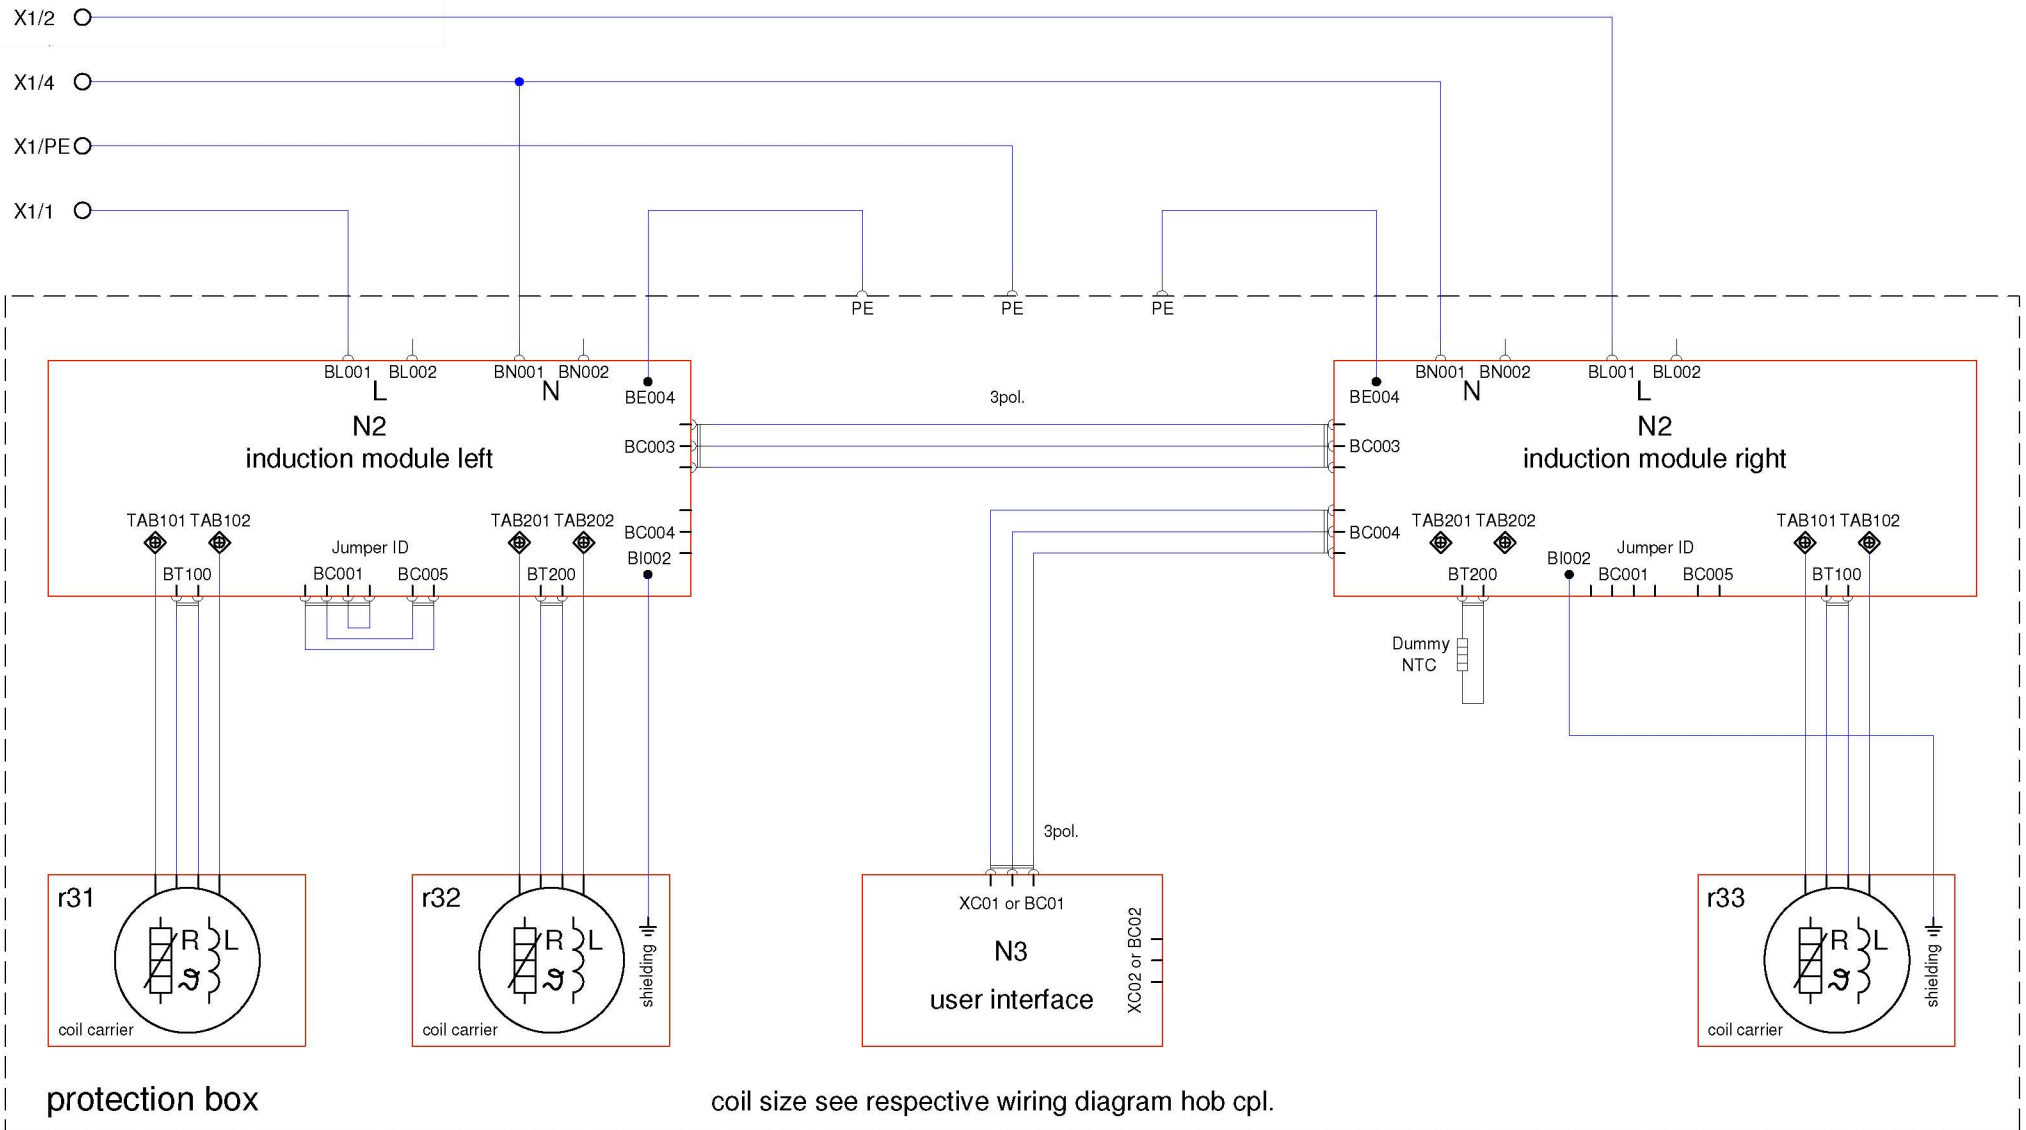 X1/2
X1/4
X1/PE
X1/1
PE PE PE
BL001 BL002 BN001 BN002
L N
BE004
N2
induction module left
BC003
TAB101 TAB102 TAB201 TAB202
BC004
Jumper ID
BI002
BT100 BC001 BC005 BT200
3pol.
BN001 BN002 BL001 BL002
N L
BE004
N2
induction module right
BC003
BC004
TAB201 TAB202 TAB101 TAB102
BI002
Jumper ID
BT200 BC001 BC005 BT100
Dummy
NTC
3pol.
r31
R L
ϑ
coil carrier
r32
R L
ϑ
shielding
coil carrier
XC01 or BC01
XC02 or BC02
N3
user interface
r33
R L
ϑ
shielding
coil carrier
protection box
coil size see respective wiring diagram hob cpl.